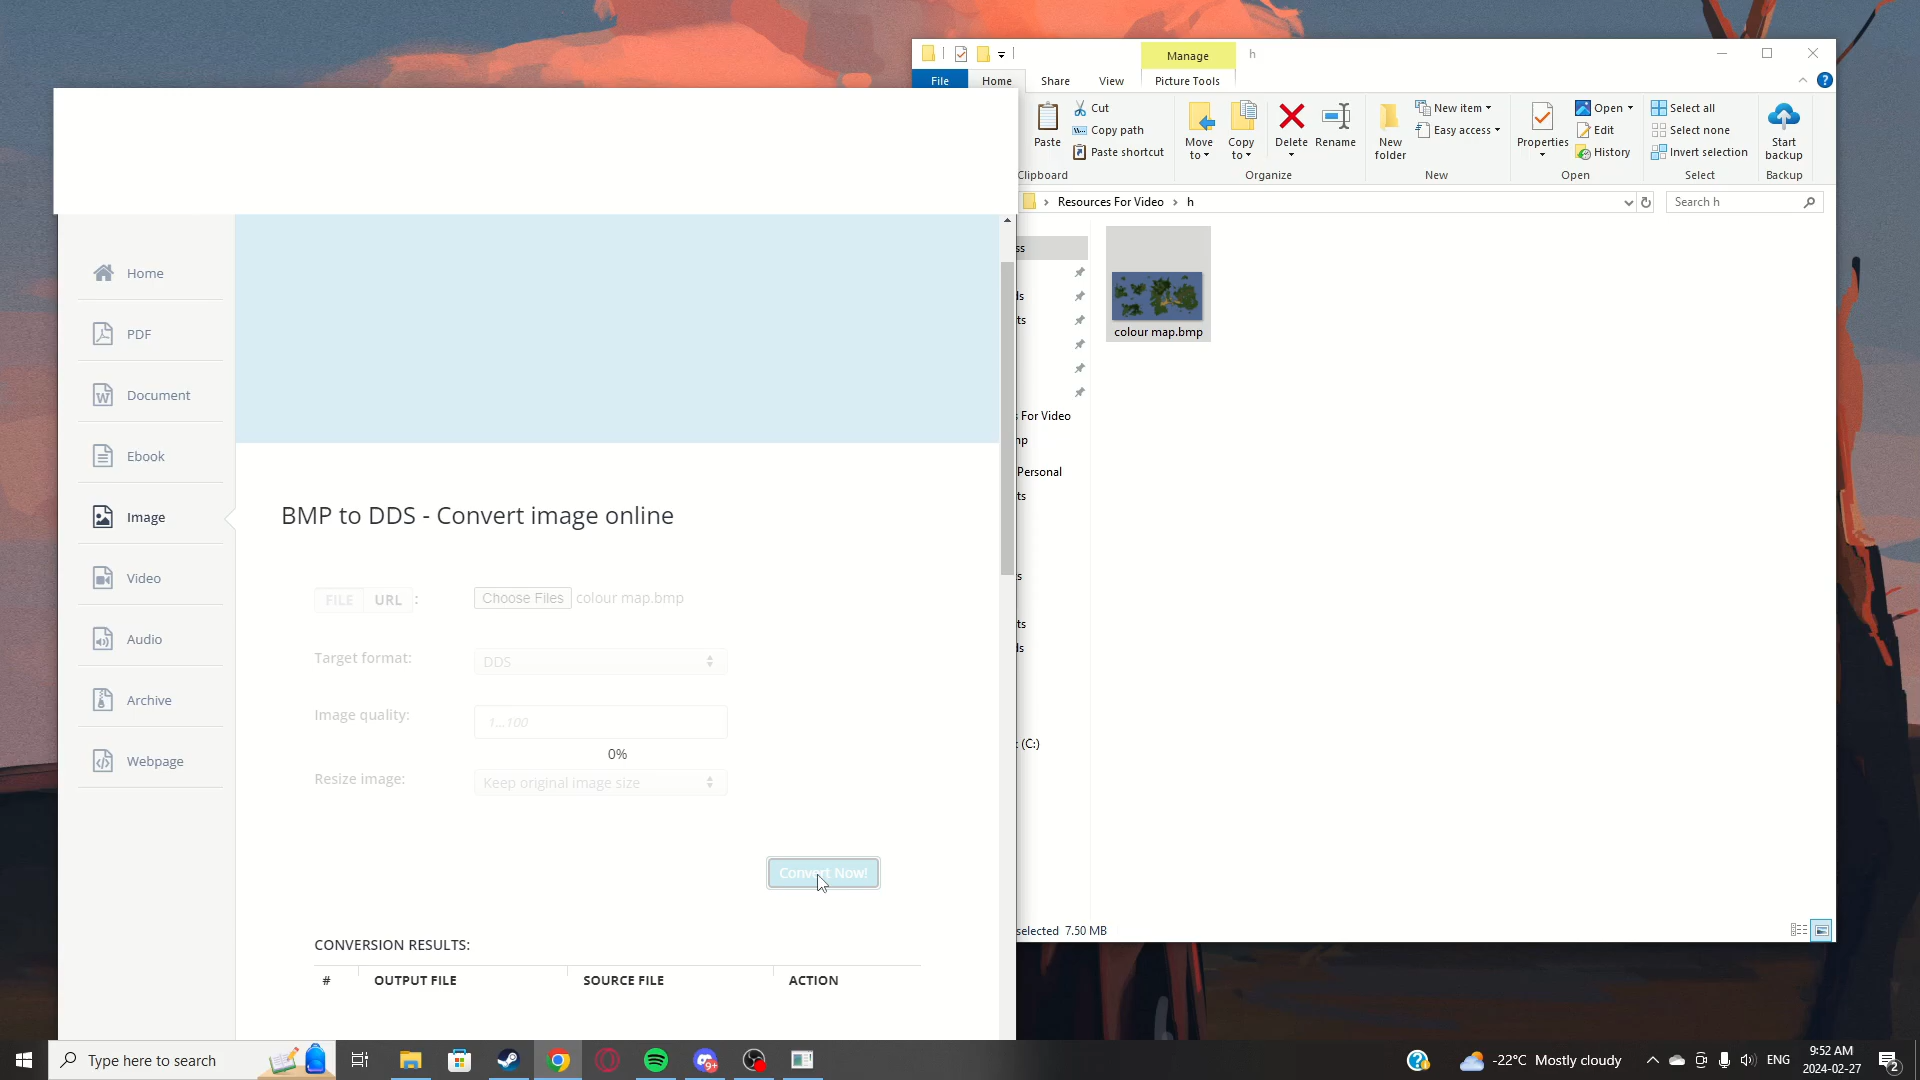 Manage
h
File
Home
Share
View
Picture Tools
Paste
Cut
Copy path
Paste shortcut
Move to
Copy to
Delete
Rename
New folder
New item
Easy access
Properties
Open
Edit
History
Select all
Select none
Invert selection
Start backup
Clipboard
Organize
New
Open
Select
Backup
Resources For Video
h
Search h
colour map.bmp
For Video
Personal
(C:)
selected 7.50 MB
Home
PDF
Document
Ebook
Image
Video
Audio
Archive
Webpage
BMP to DDS - Convert image online
FILE URL :
Choose Files colour map.bmp
Target format:
DDS
Image quality:
1...100
0%
Resize image:
Keep original image size
Convert Now!
CONVERSION RESULTS:
# OUTPUT FILE SOURCE FILE ACTION
Type here to search
9+
-22°C Mostly cloudy
ENG
9:52 AM
2024-02-27
2